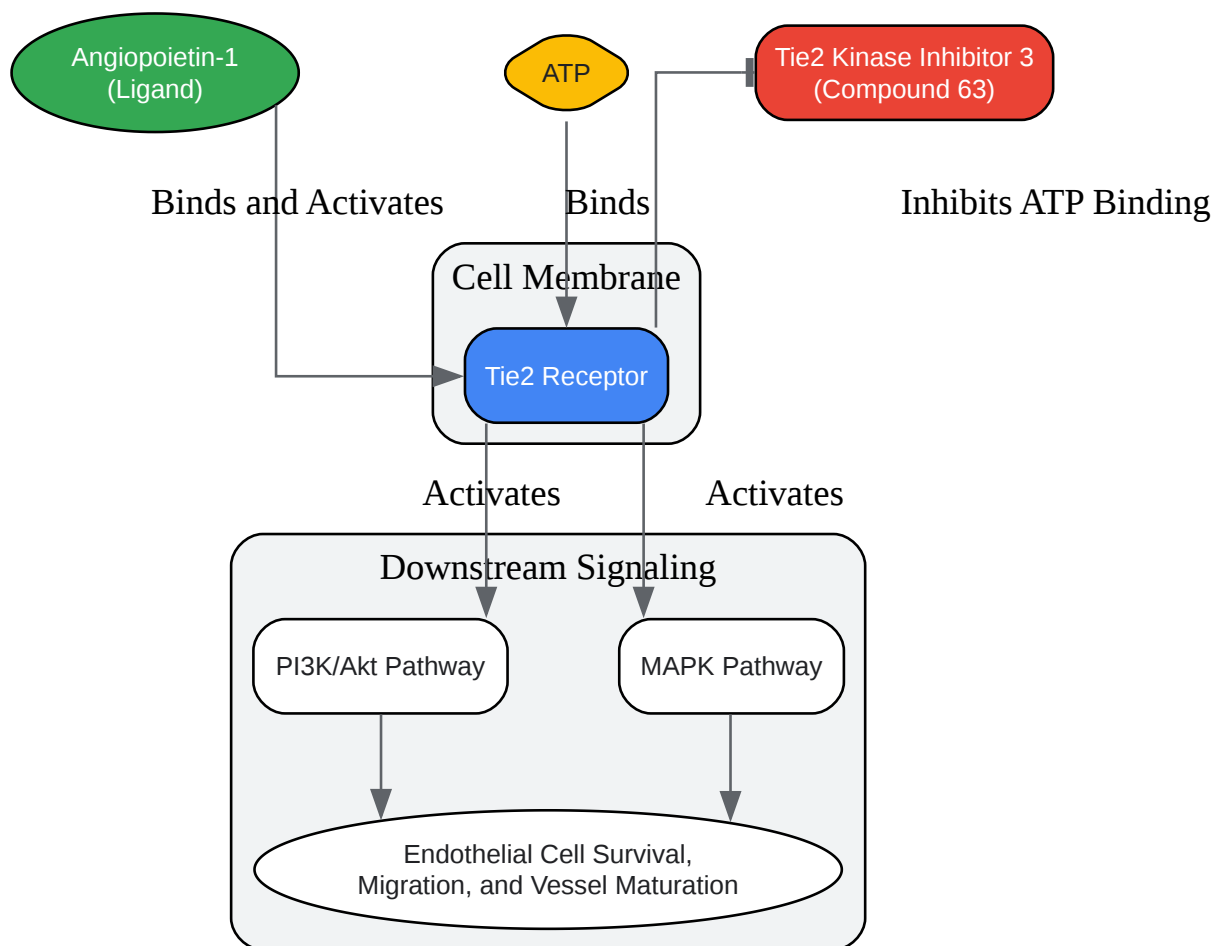 Angiopoietin-1
(Ligand)
ATP
Tie2 Kinase Inhibitor 3
(Compound 63)
Binds and Activates
Binds
Inhibits ATP Binding
Cell Membrane
Tie2 Receptor
Activates
Activates
Downstream Signaling
PI3K/Akt Pathway
MAPK Pathway
Endothelial Cell Survival,
Migration, and Vessel Maturation